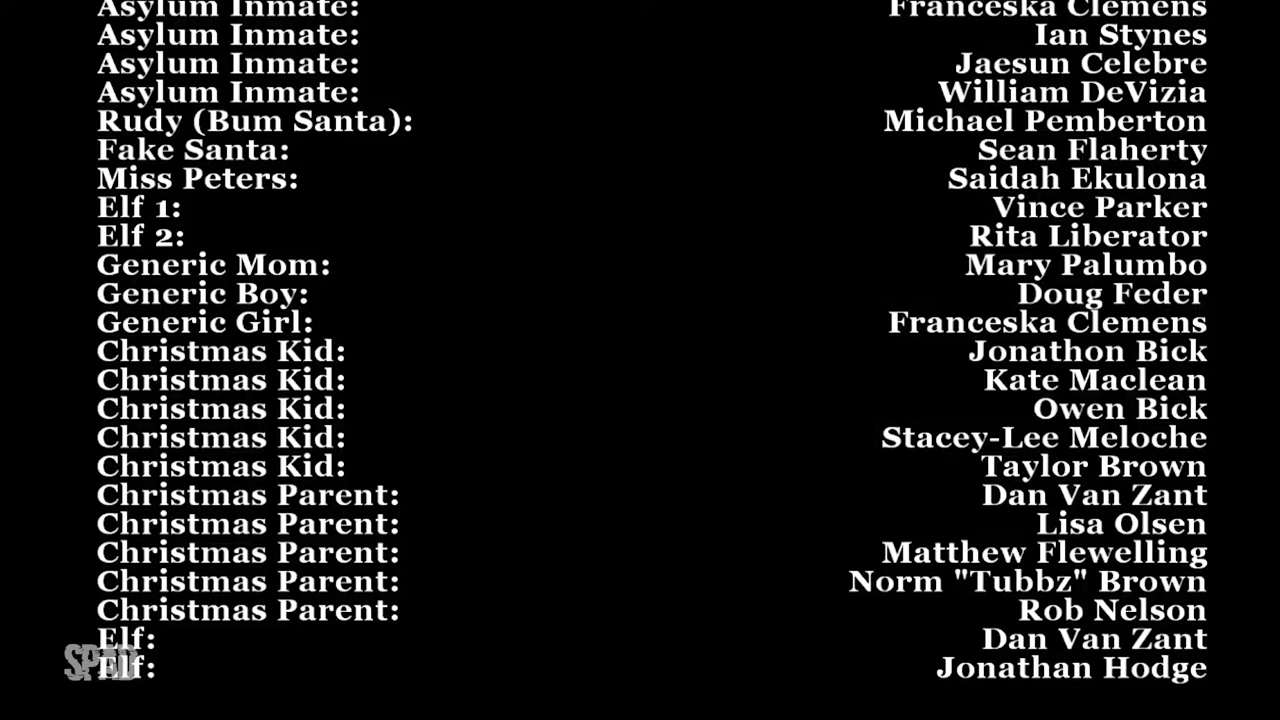 Asylum Inmate: Franceska Clemens
Asylum Inmate: Ian Stynes
Asylum Inmate: Jaesun Celebre
Asylum Inmate: William DeVizia
Rudy (Bum Santa): Michael Pemberton
Fake Santa: Sean Flaherty
Miss Peters: Saidah Ekulona
Elf 1: Vince Parker
Elf 2: Rita Liberator
Generic Mom: Mary Palumbo
Generic Boy: Doug Feder
Generic Girl: Franceska Clemens
Christmas Kid: Jonathon Bick
Christmas Kid: Kate Maclean
Christmas Kid: Owen Bick
Christmas Kid: Stacey-Lee Meloche
Christmas Kid: Taylor Brown
Christmas Parent: Dan Van Zant
Christmas Parent: Lisa Olsen
Christmas Parent: Matthew Flewelling
Christmas Parent: Norm "Tubbz" Brown
Christmas Parent: Rob Nelson
Elf: Dan Van Zant
Elf: Jonathan Hodge